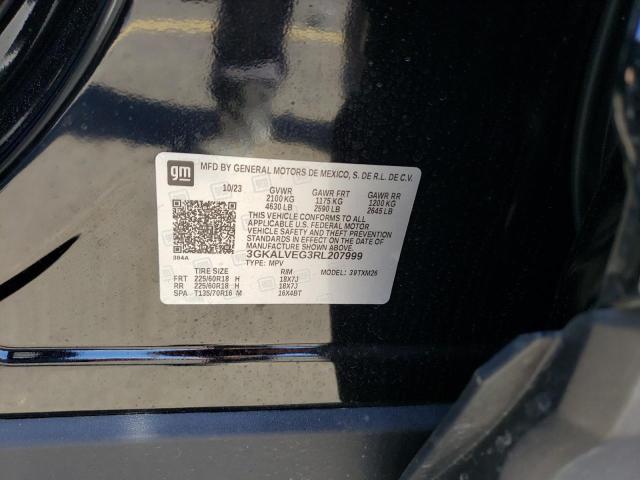 gm MFD BY GENERAL MOTORS DE MEXICO, S. DE R.L. DE C.V.
10/23 GVWR GAWR FRT GAWR RR
2100 KG 1175 KG 1200 KG
4630 LB 2590 LB 2645 LB
THIS VEHICLE CONFORMS TO ALL APPLICABLE
U.S. FEDERAL MOTOR
VEHICLE SAFETY AND THEFT PREVENTION
STANDARDS IN EFFECT ON THE DATE OF
MANUFACTURE SHOWN ABOVE.
384A 3GKALVEG3RL207999
TYPE: MPV
TIRE SIZE RIM MODEL: 39TXM26
FRT 225/60R18 H 18X7J
RR 225/60R18 H 18X7J
SPA T135/70R16 M 16X4BT